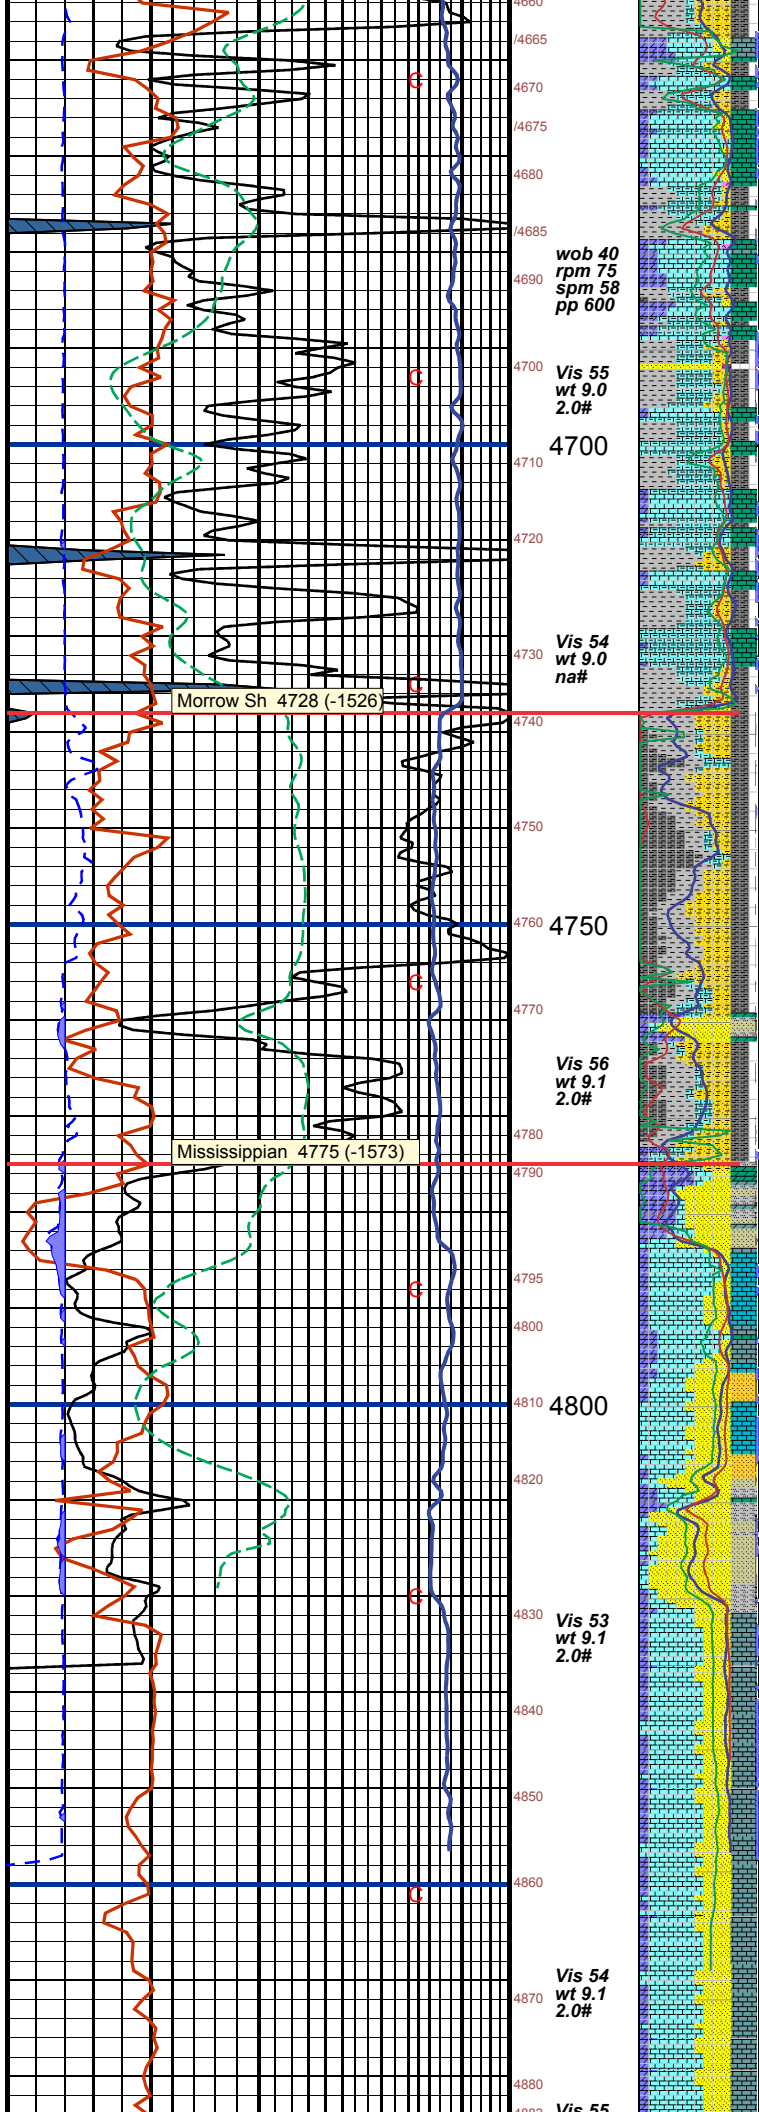 4660
/4665
C
4670
/4675
4680
/4685
wob 40
rpm 75
spm 58
pp 600
4690
4700
C
Vis 55
wt 9.0
2.0#
4700
4710
4720
Vis 54
wt 9.0
na#
4730
C
Morrow Sh 4728 (-1526)
4740
4750
4760
4750
C
4770
Vis 56
wt 9.1
2.0#
4780
Mississippian 4775 (-1573)
4790
4795
C
4800
4810
4800
4820
C
4830
Vis 53
wt 9.1
2.0#
4840
4850
4860
C
Vis 54
wt 9.1
2.0#
4870
4880
Vis 55